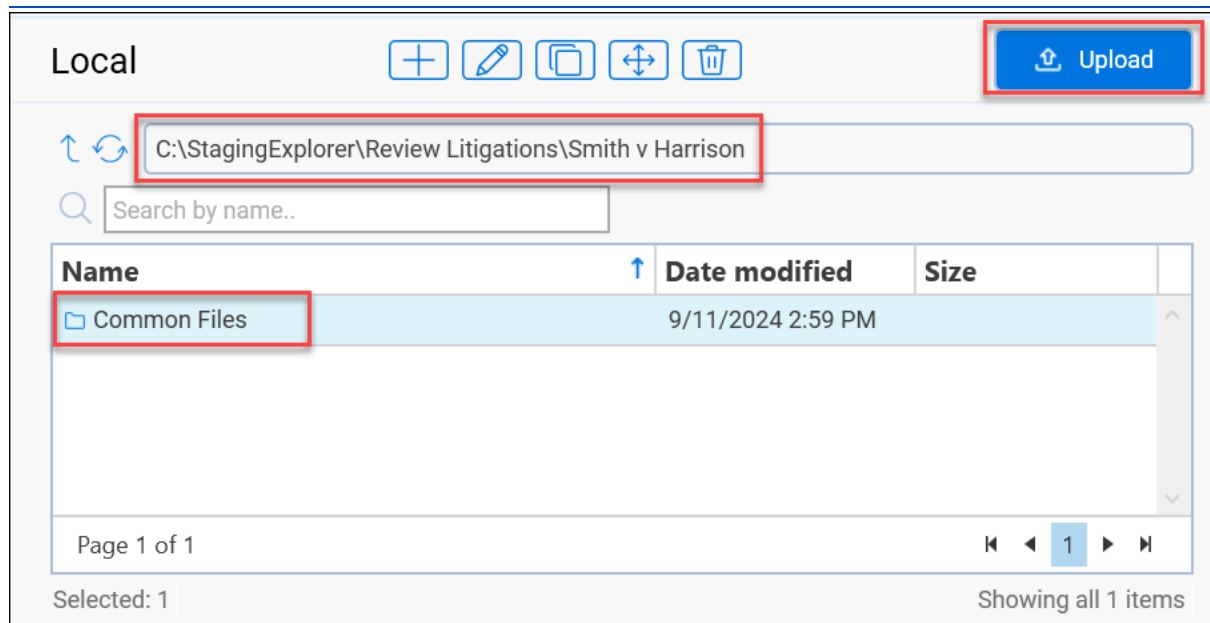 Local
Upload
C:\StagingExplorer\Review Litigations\Smith v Harrison
Search by name..
Name Date modified Size
Common Files 9/11/2024 2:59 PM
Page 1 of 1 1
Selected: 1 Showing all 1 items